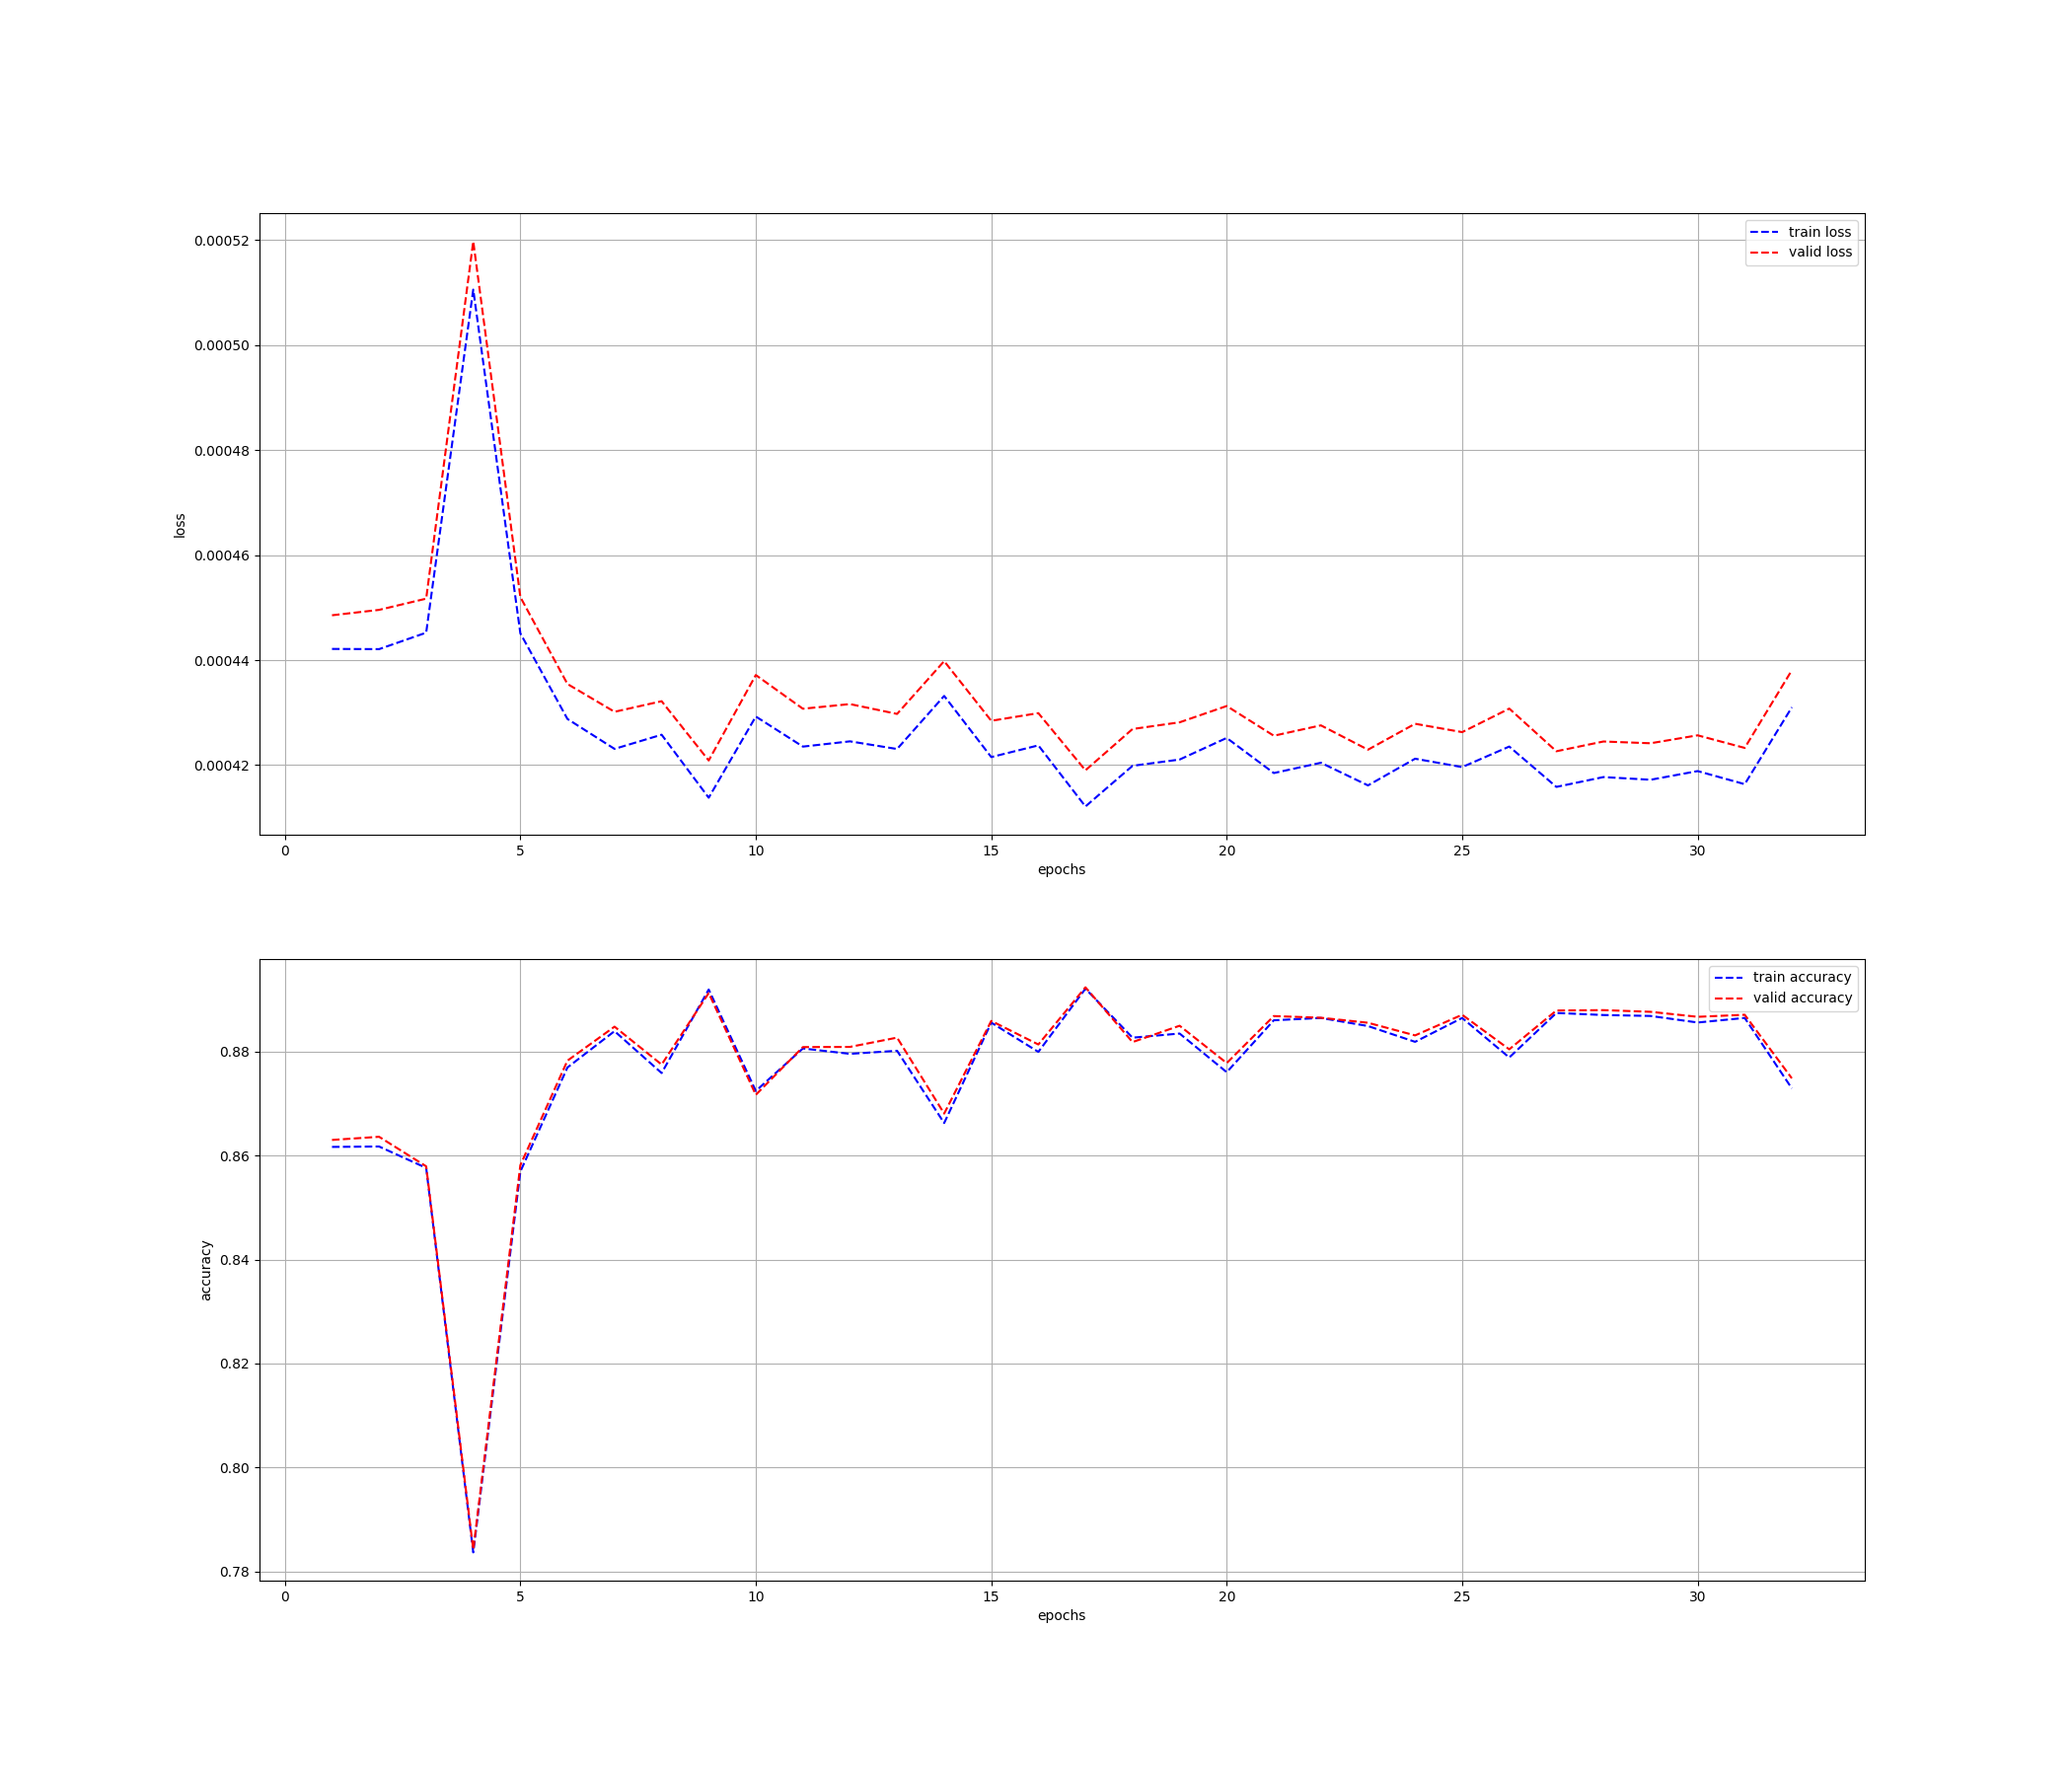 0.00052
0.00050
0.00048
0.00046
0.00044
0.00042
loss
train loss
valid loss
0 5 10 15 20 25 30
epochs
0.88
0.86
0.84
0.82
0.80
0.78
accuracy
train accuracy
valid accuracy
0 5 10 15 20 25 30
epochs